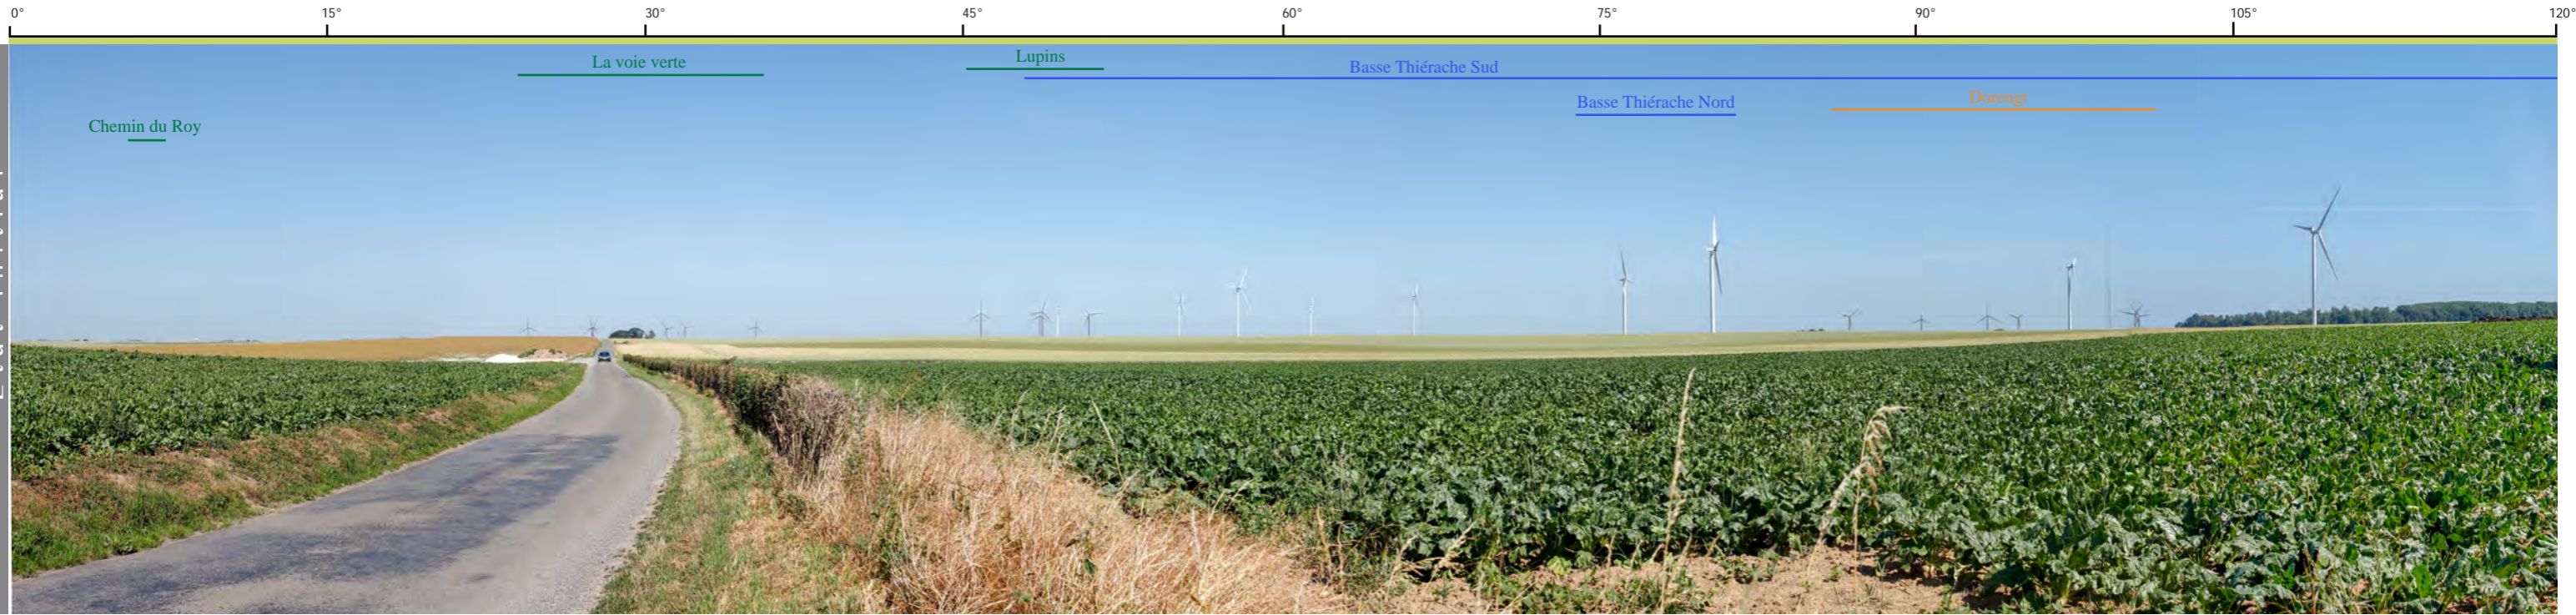 0° 15° 30° 45° 60° 75° 90° 105° 120°
La voie verte
Lupins
Basse Thiérache Sud
Basse Thiérache Nord
Dorengt
Chemin du Roy